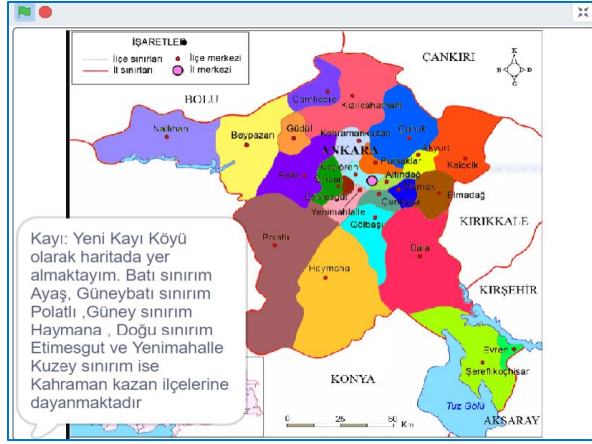 İŞARETLER
İlçe sınırları
İlçe merkezi
İl sınırları
İl merkezi
ÇANKIRI
BOLU
K
B
D
Çamlıdere
Kızılcahamam
Nallıhan
Beypazarı
Güdül
Kahramankazan
Çubuk
ANKARA
Akyurt
Pursaklar
Kalecik
Ayaş
Keçiören
Sincan
Altındağ
Mamak
Etimesgut
Çankaya
Elmadağ
Yenimahalle
Gölbaşı
KIRIKKALE
Polatlı
Bala
Haymana
KIRŞEHİR
Evren
Şereflikoçhisar
KONYA
Tuz Gölü
AKSARAY
0 25 50 Km
Kayı: Yeni Kayı Köyü
olarak haritada yer
almaktayım. Batı sınırım
Ayaş, Güneybatı sınırım
Polatlı ,Güney sınırım
Haymana , Doğu sınırım
Etimesgut ve Yenimahalle
Kuzey sınırım ise
Kahraman kazan ilçelerine
dayanmaktadır